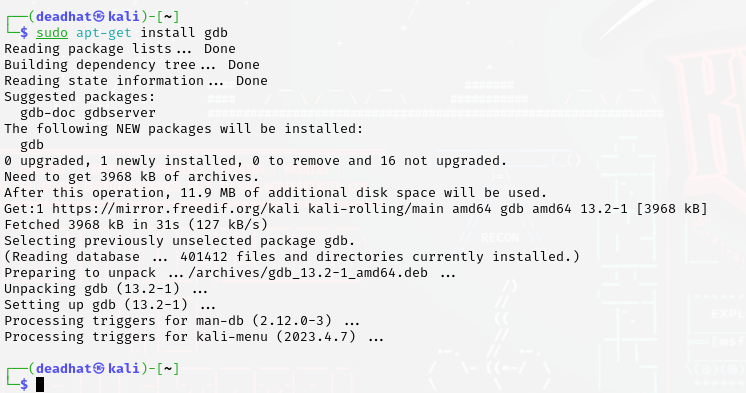 ┌──(deadhat㉿kali)-[~]
└─$ sudo apt-get install gdb
Reading package lists... Done
Building dependency tree... Done
Reading state information... Done
Suggested packages:
  gdb-doc gdbserver
The following NEW packages will be installed:
  gdb
0 upgraded, 1 newly installed, 0 to remove and 16 not upgraded.
Need to get 3968 kB of archives.
After this operation, 11.9 MB of additional disk space will be used.
Get:1 https://mirror.freedif.org/kali kali-rolling/main amd64 gdb amd64 13.2-1 [3968 kB]
Fetched 3968 kB in 31s (127 kB/s)
Selecting previously unselected package gdb.
(Reading database ... 401412 files and directories currently installed.)
Preparing to unpack .../archives/gdb_13.2-1_amd64.deb ...
Unpacking gdb (13.2-1) ...
Setting up gdb (13.2-1) ...
Processing triggers for man-db (2.12.0-3) ...
Processing triggers for kali-menu (2023.4.7) ...

┌──(deadhat㉿kali)-[~]
└─$
RECON